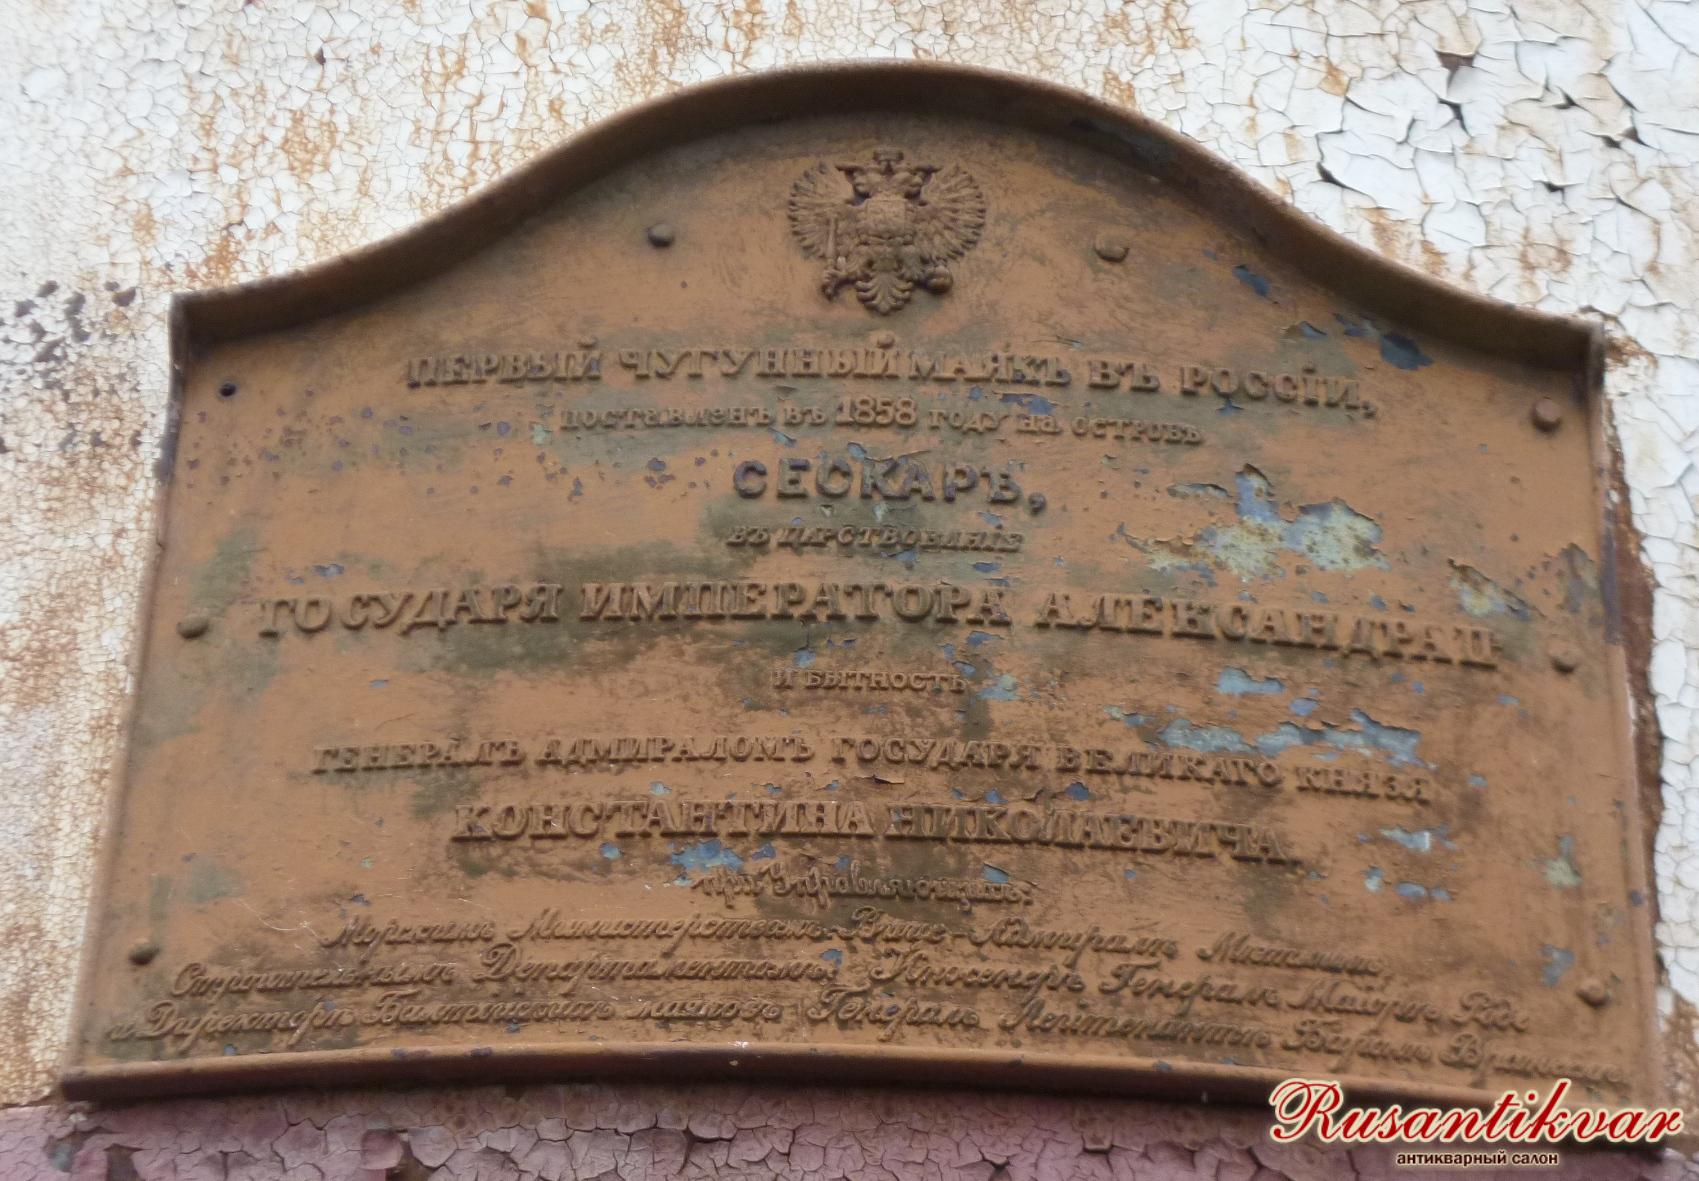 ПЕРВЫЙ ЧУГУННЫЙ МАЯКЪ ВЪ РОССІИ,
поставленъ въ 1858 году на островъ
СЕСКАРЪ,
ВЪ ЦАРСТВОВАНІЕ
ГОСУДАРЯ ИМПЕРАТОРА АЛЕКСАНДРА II
И БЫТНОСТЬ
ГЕНЕРАЛЪ АДМИРАЛОМЪ ГОСУДАРЯ ВЕЛИКАГО КНЯЗЯ
КОНСТАНТИНА НИКОЛАЕВИЧА
при Управляющихъ:
Морскимъ Министерствомъ Вице-Адмиралъ
Строительнымъ Департаментомъ: Инженеръ Генералъ Маіоръ
и Директоръ Балтійскихъ маяковъ Генералъ Лейтенантъ Баронъ
Rusantikvar
антикварный салон